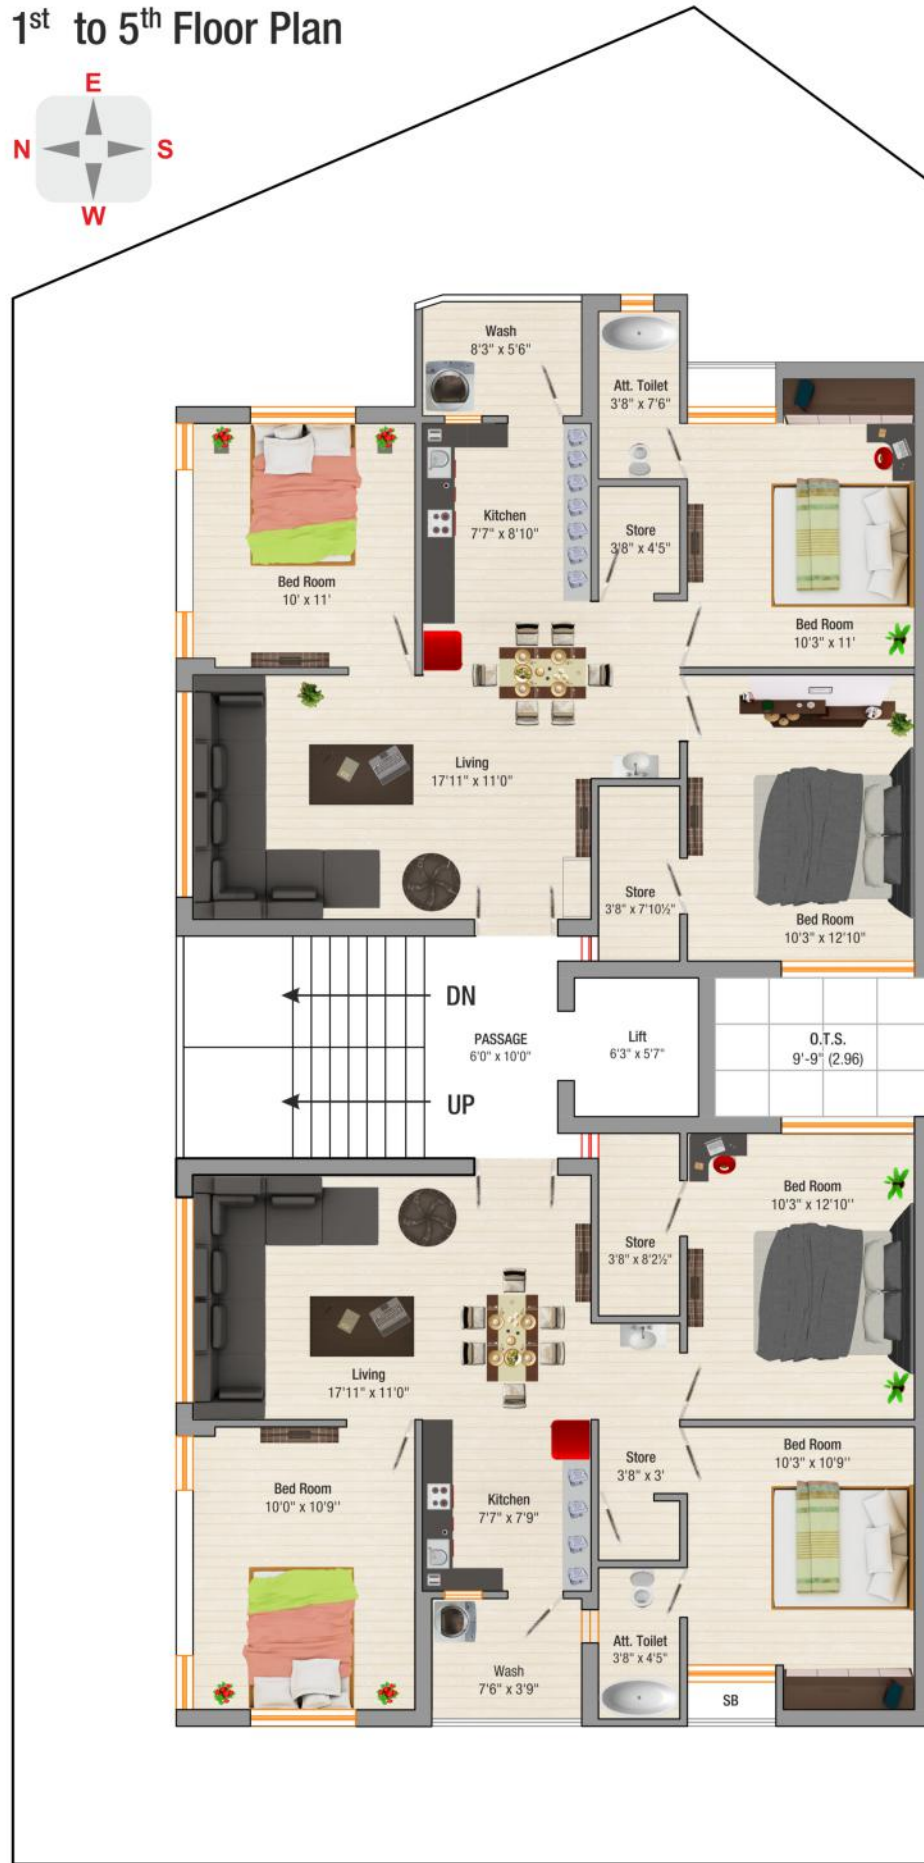 1st to 5th Floor Plan
E
N S
W
Wash
8'3" x 5'6"
Att. Toilet
3'8" x 7'6"
Kitchen
7'7" x 8'10"
Store
3'8" x 4'5"
Bed Room
10' x 11'
Bed Room
10'3" x 11'
Living
17'11" x 11'0"
Store
3'8" x 7'10½"
Bed Room
10'3" x 12'10"
DN
PASSAGE
6'0" x 10'0"
Lift
6'3" x 5'7"
O.T.S.
9'-9" (2.96)
UP
Bed Room
10'3" x 12'10''
Store
3'8" x 8'2½"
Living
17'11" x 11'0"
Bed Room
10'3" x 10'9''
Store
3'8" x 3'
Bed Room
10'0" x 10'9''
Kitchen
7'7" x 7'9"
Att. Toilet
3'8" x 4'5"
Wash
7'6" x 3'9"
SB